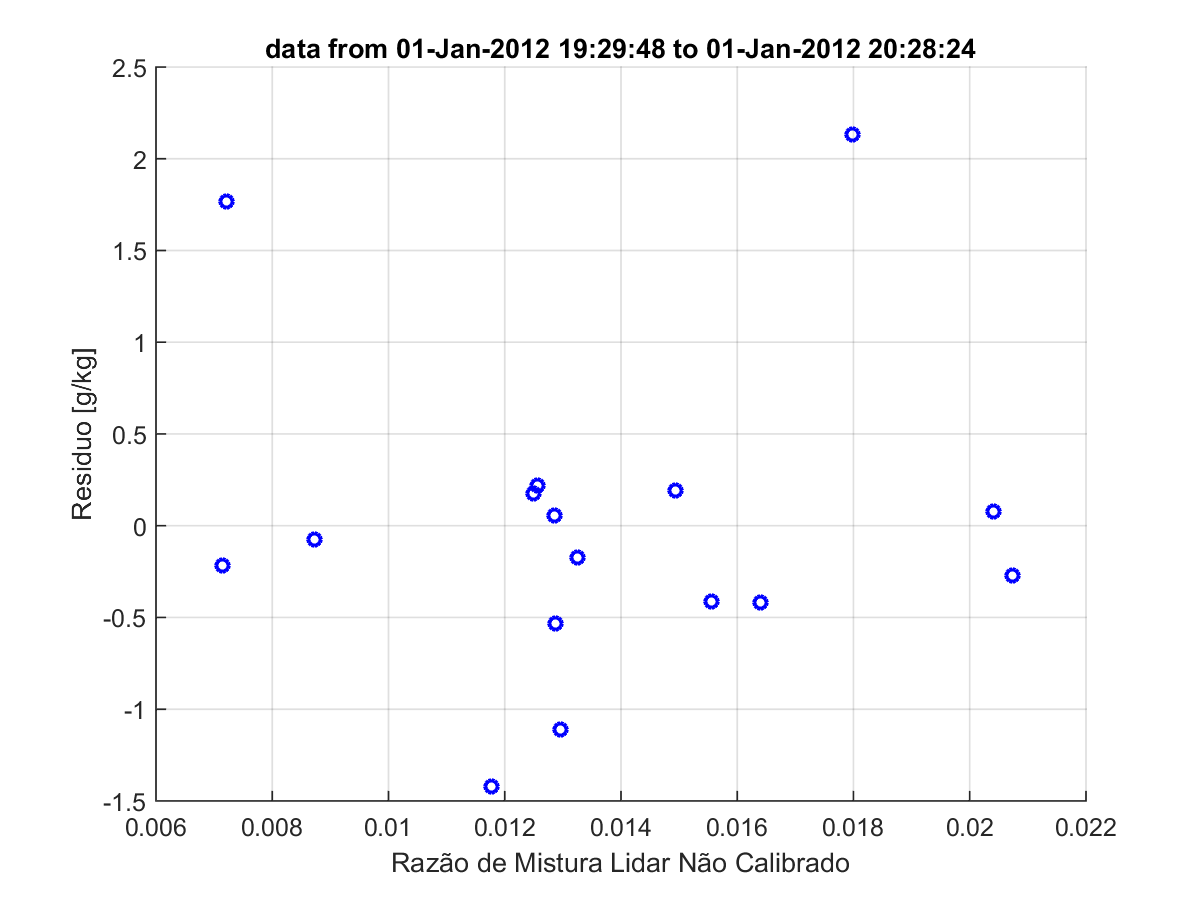 data from 01-Jan-2012 19:29:48 to 01-Jan-2012 20:28:24
2.5
2
1.5
1
0.5
0
-0.5
-1
-1.5
Residuo [g/kg]
0.006 0.008 0.01 0.012 0.014 0.016 0.018 0.02 0.022
Razão de Mistura Lidar Não Calibrado